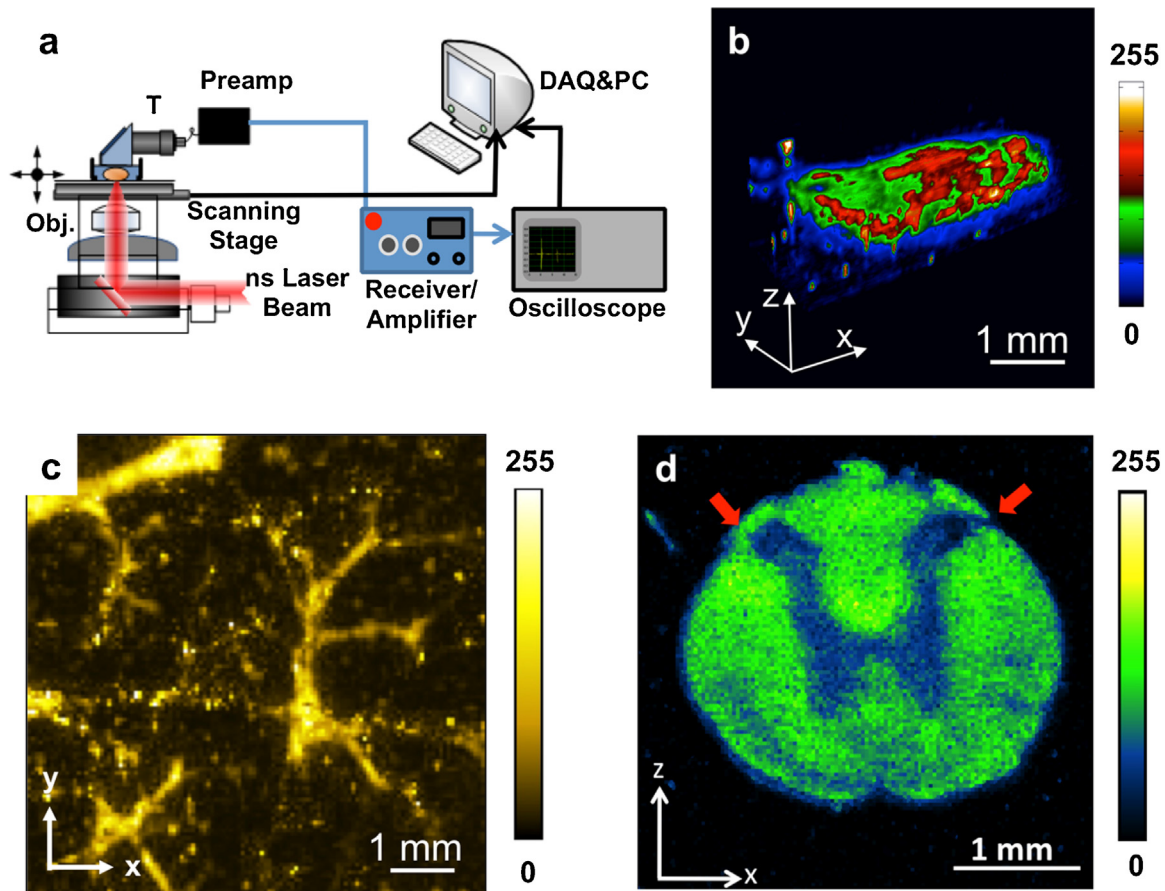 a
Preamp
T
DAQ&PC
Obj.
Scanning
Stage
ns Laser
Beam
Receiver/
Amplifier
Oscilloscope
b
255
z
y
x
1 mm
0
c
255
y
x
1 mm
0
d
255
z
x
1 mm
0